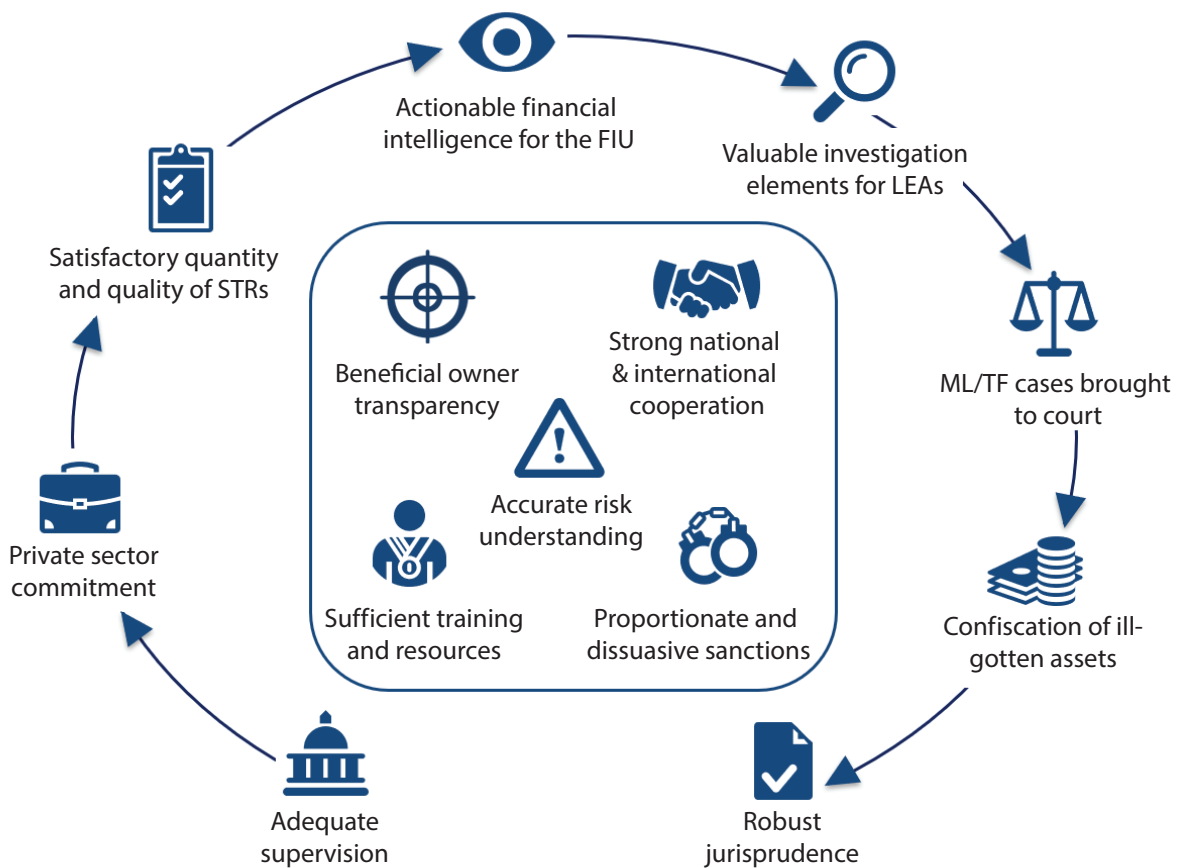 Actionable financial
intelligence for the FIU
Valuable investigation
elements for LEAs
Satisfactory quantity
and quality of STRs
Beneficial owner
transparency
Strong national
& international
cooperation
ML/TF cases brought
to court
Accurate risk
understanding
Private sector
commitment
Sufficient training
and resources
Proportionate and
dissuasive sanctions
Confiscation of ill-
gotten assets
Adequate
supervision
Robust
jurisprudence